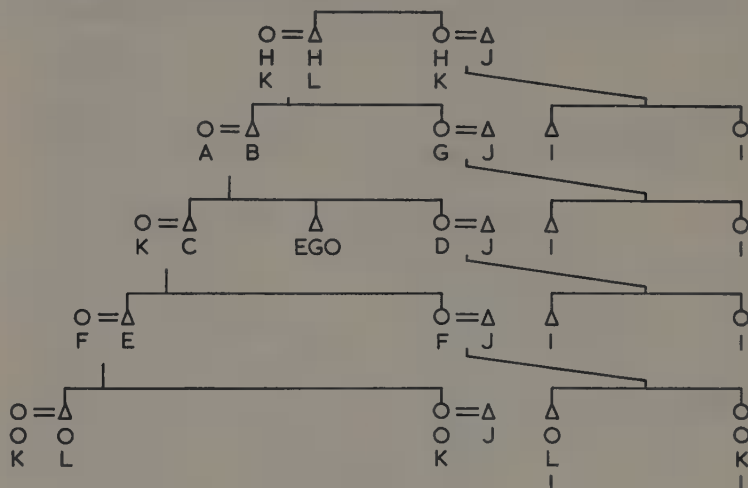 H H H J
K L K
A B G J I I
K C EGO D J I I
F E F J I I
K L K J L K
I I